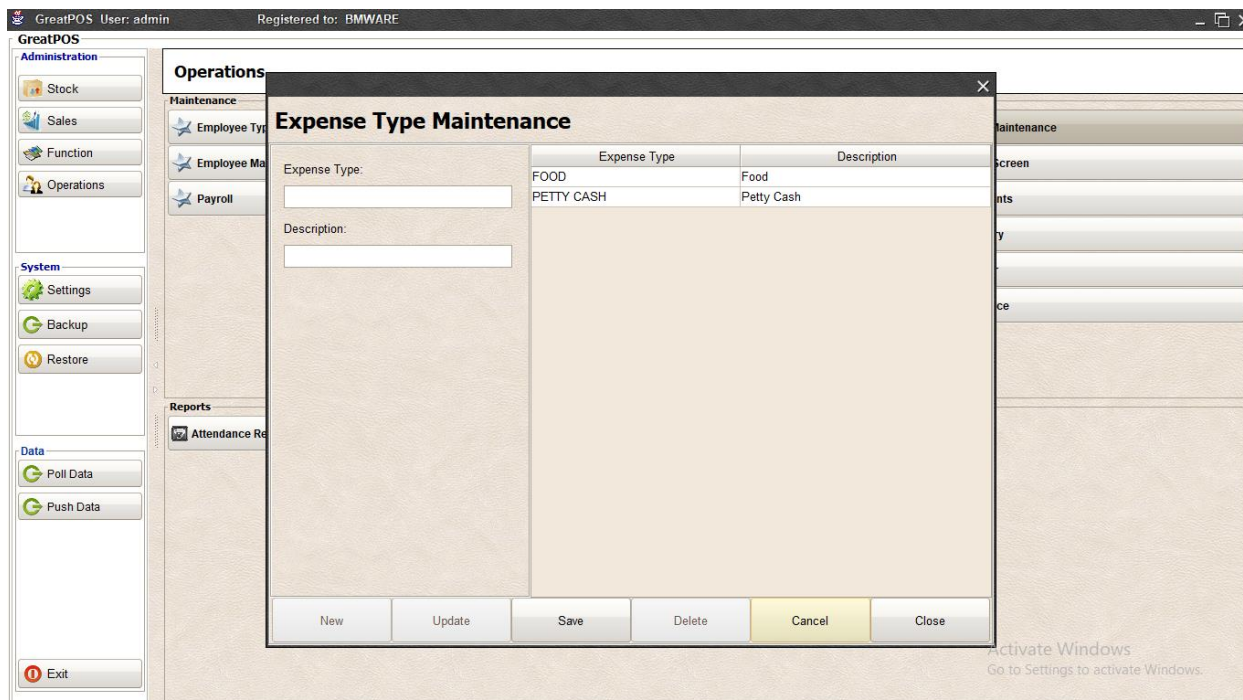 GreatPOS User: admin Registered to: BMWARE
GreatPOS
Administration
Stock
Sales
Function
Operations
System
Settings
Backup
Restore
Data
Poll Data
Push Data
Exit
Operations
Maintenance
Employee Typ
Employee Ma
Payroll
Reports
Attendance Re
Expense Type Maintenance
Expense Type:
Description:
Expense Type Description
FOOD Food
PETTY CASH Petty Cash
New Update Save Delete Cancel Close
Maintenance
Screen
nts
ry
ce
Activate Windows
Go to Settings to activate Windows.